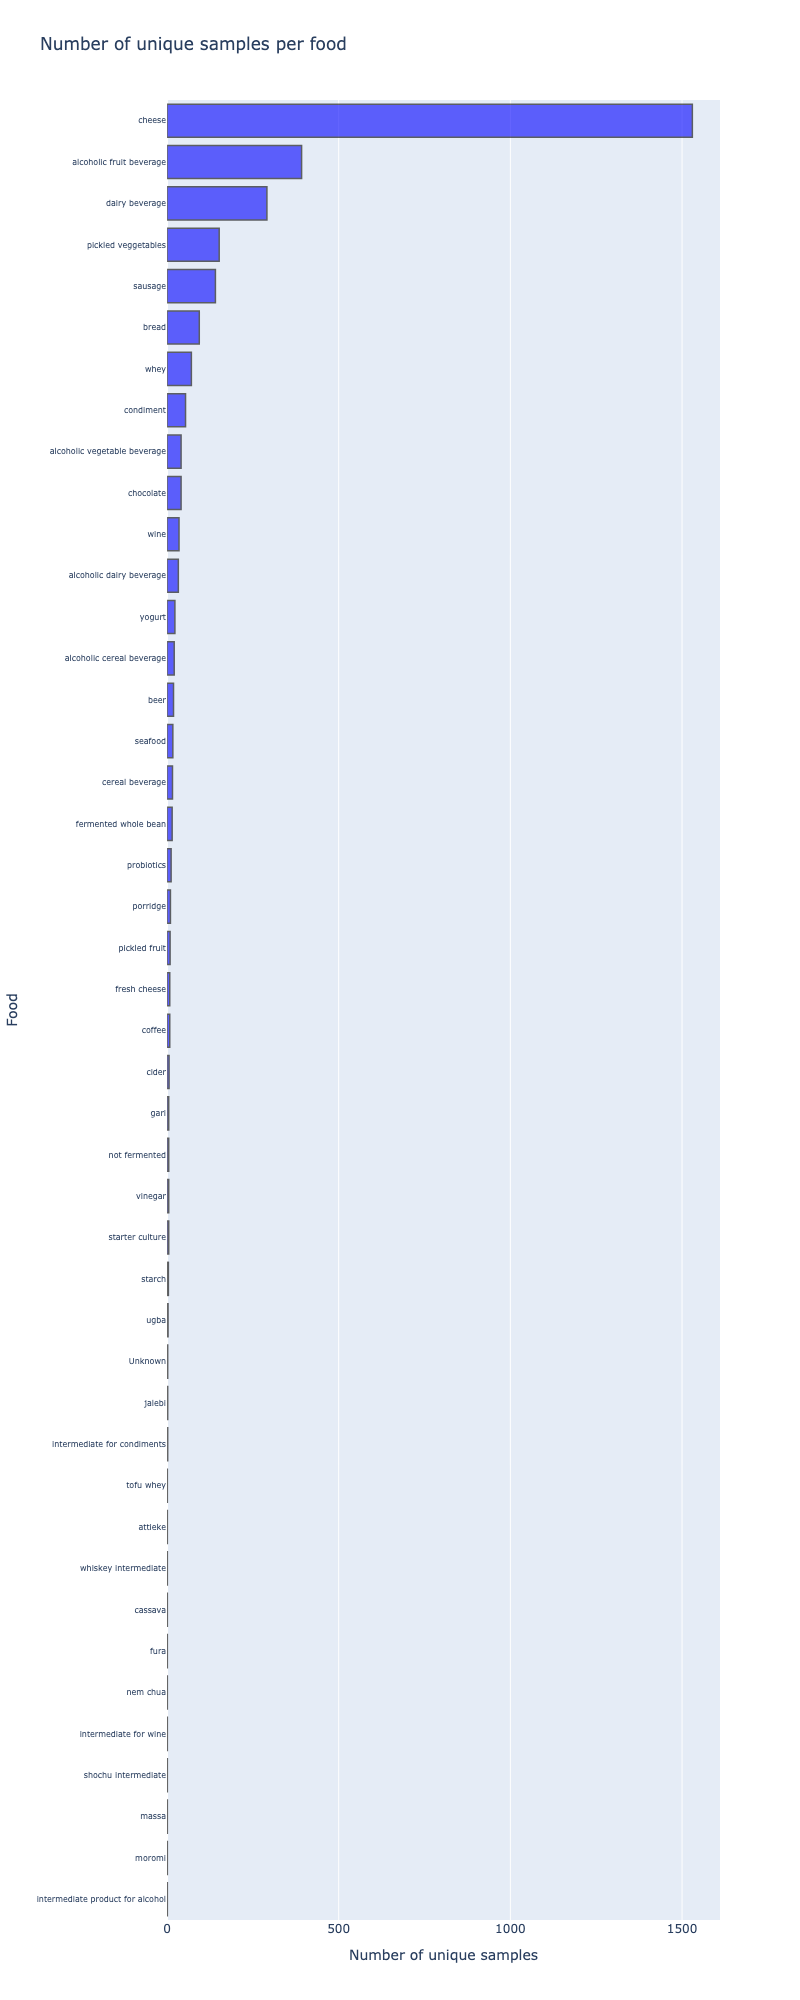 Number of unique samples per food
cheese
alcoholic fruit beverage
dairy beverage
pickled veggetables
sausage
bread
whey
condiment
alcoholic vegetable beverage
chocolate
wine
alcoholic dairy beverage
yogurt
alcoholic cereal beverage
beer
seafood
cereal beverage
fermented whole bean
probiotics
porridge
pickled fruit
fresh cheese
coffee
cider
gari
not fermented
vinegar
starter culture
starch
ugba
Unknown
jalebi
intermediate for condiments
tofu whey
attieke
whiskey intermediate
cassava
fura
nem chua
intermediate for wine
shochu intermediate
massa
moromi
intermediate product for alcohol
Food
0 500 1000 1500
Number of unique samples